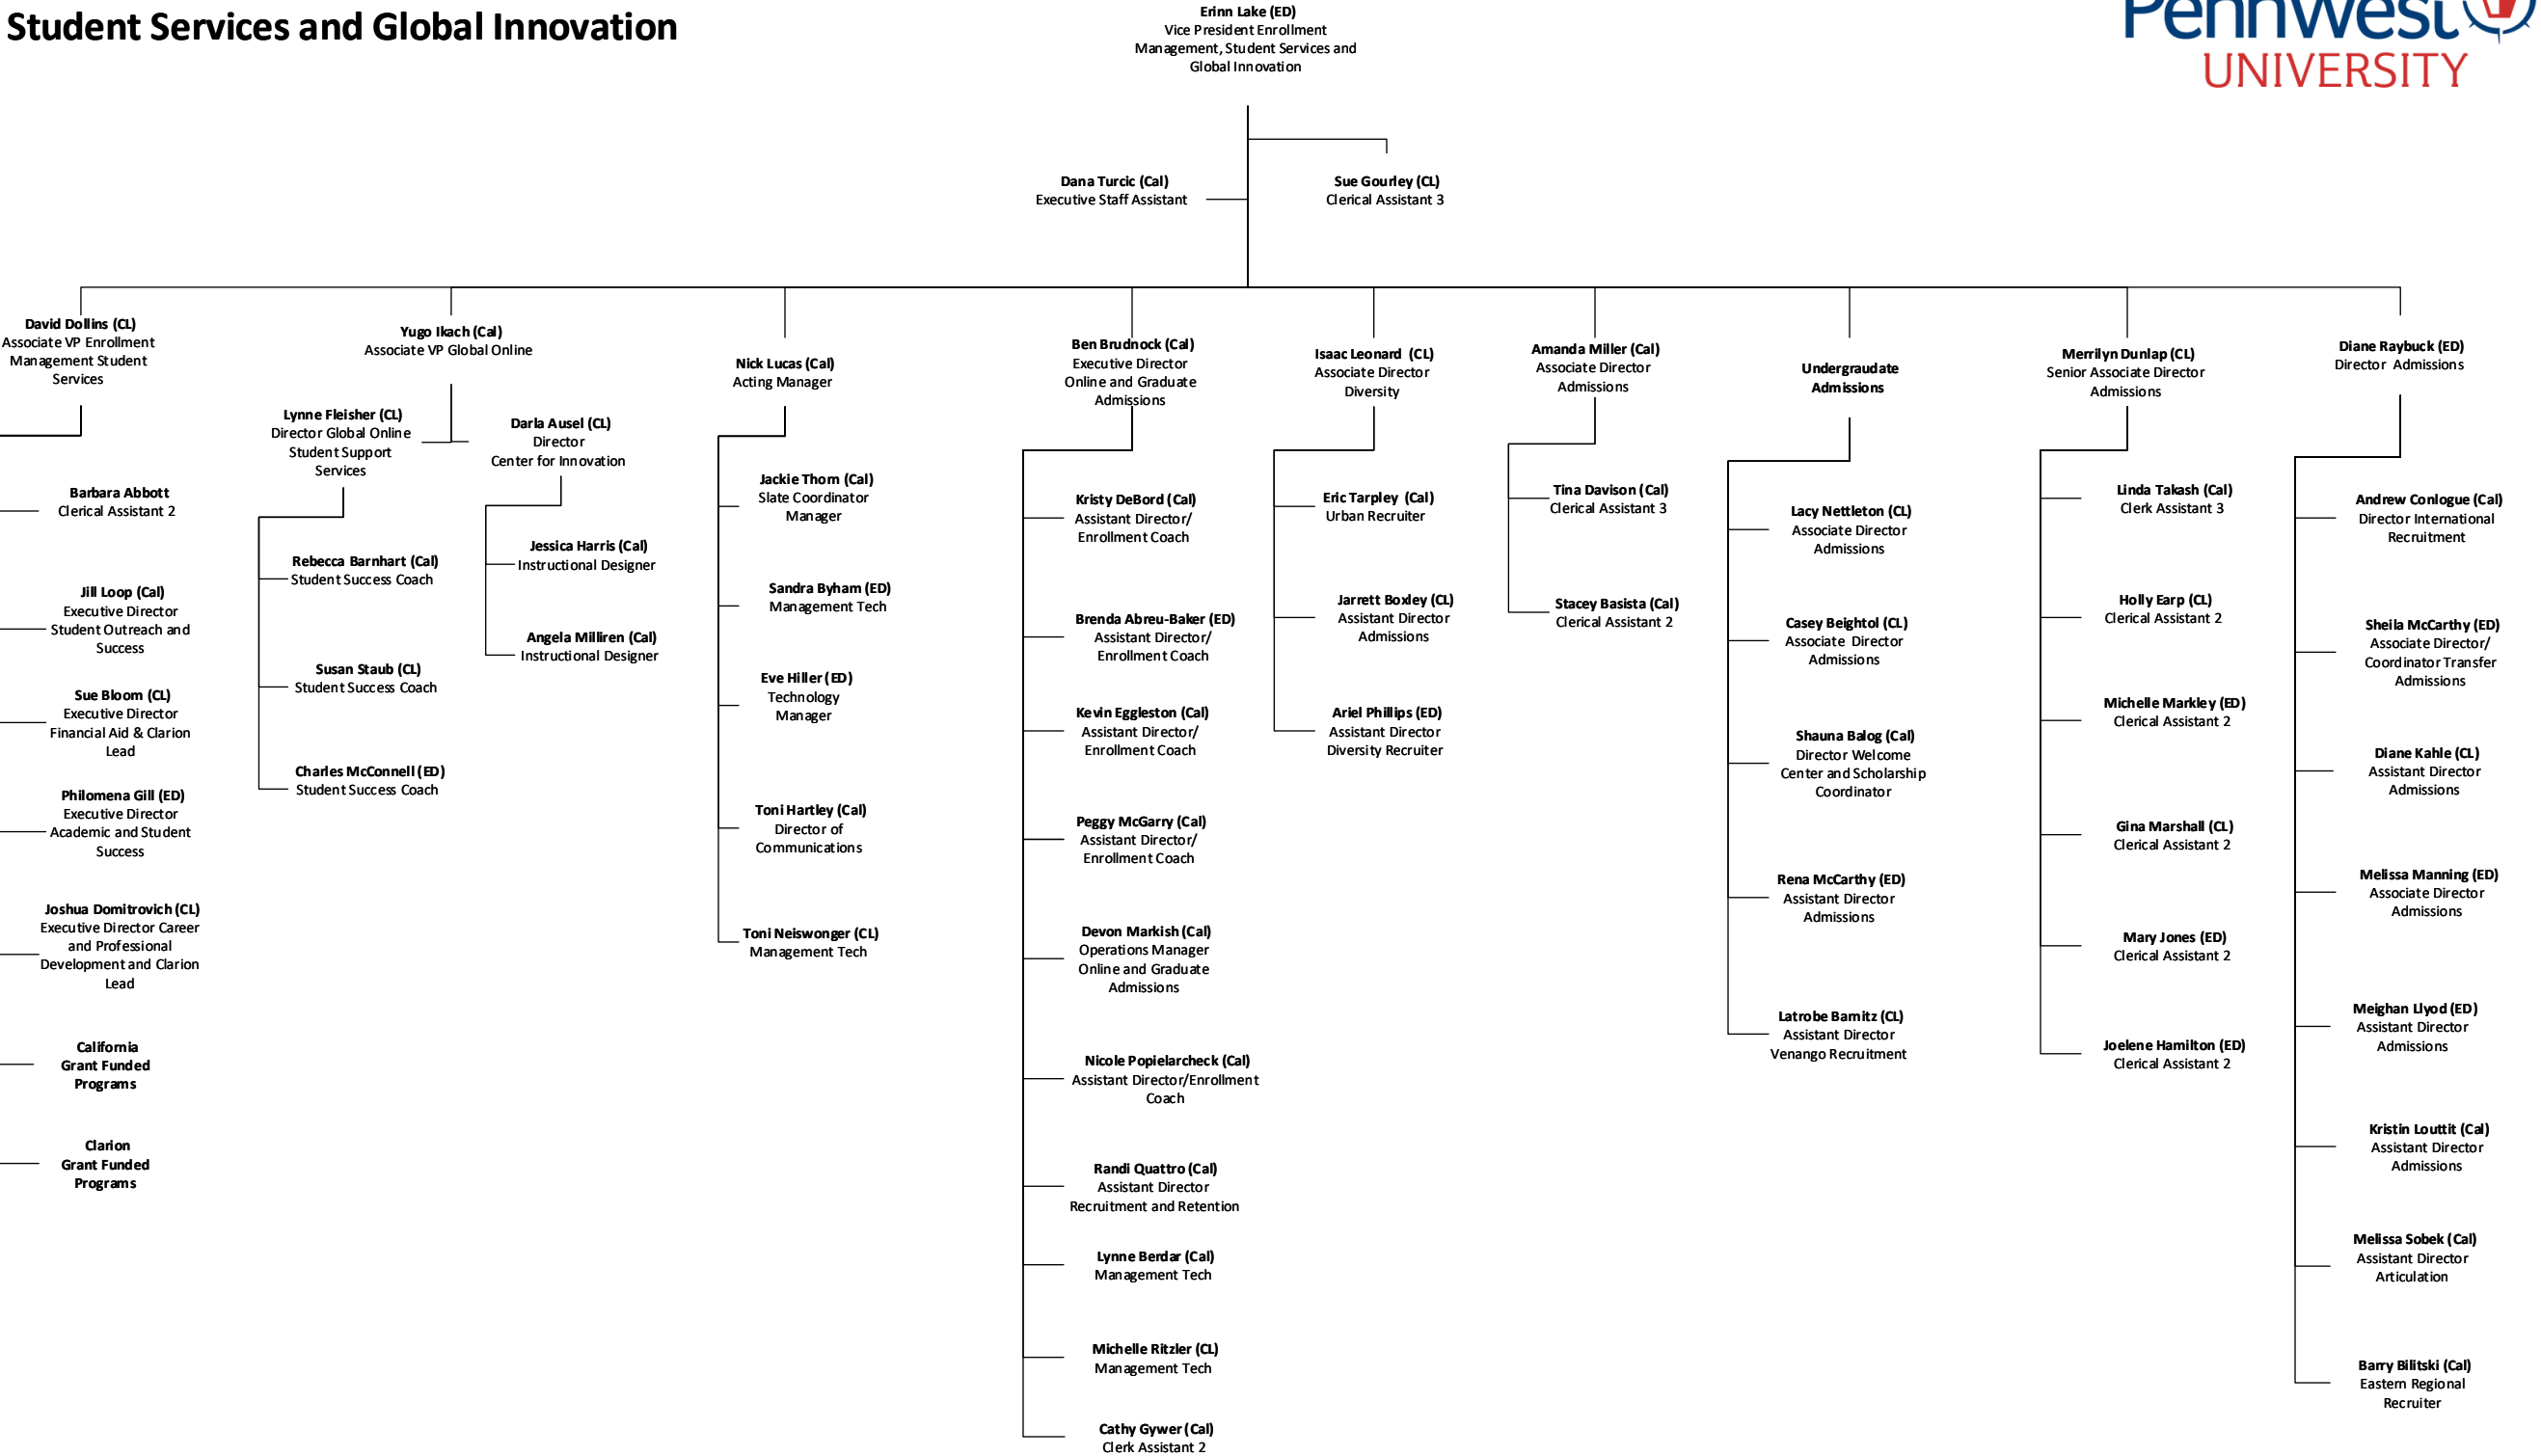 Student Services and Global Innovation
PennWest
UNIVERSITY
Erinn Lake (ED)
Vice President Enrollment
Management, Student Services and
Global Innovation
Dana Turcic (Cal)
Executive Staff Assistant
Sue Gourley (CL)
Clerical Assistant 3
David Dollins (CL)
Associate VP Enrollment
Management Student
Services
Barbara Abbott
Clerical Assistant 2
Jill Loop (Cal)
Executive Director
Student Outreach and
Success
Sue Bloom (CL)
Executive Director
Financial Aid & Clarion
Lead
Philomena Gill (ED)
Executive Director
Academic and Student
Success
Joshua Domitrovich (CL)
Executive Director Career
and Professional
Development and Clarion
Lead
California
Grant Funded
Programs
Clarion
Grant Funded
Programs
Yugo Ikach (Cal)
Associate VP Global Online
Lynne Fleisher (CL)
Director Global Online
Student Support
Services
Rebecca Barnhart (Cal)
Student Success Coach
Susan Staub (CL)
Student Success Coach
Charles McConnell (ED)
Student Success Coach
Darla Ausel (CL)
Director
Center for Innovation
Jessica Harris (Cal)
Instructional Designer
Angela Milliren (Cal)
Instructional Designer
Nick Lucas (Cal)
Acting Manager
Jackie Thorn (Cal)
Slate Coordinator
Manager
Sandra Byham (ED)
Management Tech
Eve Hiller (ED)
Technology
Manager
Toni Hartley (Cal)
Director of
Communications
Toni Neiswonger (CL)
Management Tech
Ben Brudnock (Cal)
Executive Director
Online and Graduate
Admissions
Kristy DeBord (Cal)
Assistant Director/
Enrollment Coach
Brenda Abreu-Baker (ED)
Assistant Director/
Enrollment Coach
Kevin Eggleston (Cal)
Assistant Director/
Enrollment Coach
Peggy McGarry (Cal)
Assistant Director/
Enrollment Coach
Devon Markish (Cal)
Operations Manager
Online and Graduate
Admissions
Nicole Popielarcheck (Cal)
Assistant Director/Enrollment
Coach
Randi Quattro (Cal)
Assistant Director
Recruitment and Retention
Lynne Berdar (Cal)
Management Tech
Michelle Ritzler (CL)
Management Tech
Cathy Gywer (Cal)
Clerk Assistant 2
Isaac Leonard (CL)
Associate Director
Diversity
Eric Tarpley (Cal)
Urban Recruiter
Jarrett Boxley (CL)
Assistant Director
Admissions
Ariel Phillips (ED)
Assistant Director
Diversity Recruiter
Amanda Miller (Cal)
Associate Director
Admissions
Tina Davison (Cal)
Clerical Assistant 3
Stacey Basista (Cal)
Clerical Assistant 2
Undergraudate
Admissions
Lacy Nettleton (CL)
Associate Director
Admissions
Casey Beightol (CL)
Associate Director
Admissions
Shauna Balog (Cal)
Director Welcome
Center and Scholarship
Coordinator
Rena McCarthy (ED)
Assistant Director
Admissions
Latrobe Barnitz (CL)
Assistant Director
Venango Recruitment
Merrilyn Dunlap (CL)
Senior Associate Director
Admissions
Linda Takash (Cal)
Clerk Assistant 3
Holly Earp (CL)
Clerical Assistant 2
Michelle Markley (ED)
Clerical Assistant 2
Gina Marshall (CL)
Clerical Assistant 2
Mary Jones (ED)
Clerical Assistant 2
Joelene Hamilton (ED)
Clerical Assistant 2
Diane Raybuck (ED)
Director Admissions
Andrew Conlogue (Cal)
Director International
Recruitment
Sheila McCarthy (ED)
Associate Director/
Coordinator Transfer
Admissions
Diane Kahle (CL)
Assistant Director
Admissions
Melissa Manning (ED)
Associate Director
Admissions
Meighan Llyod (ED)
Assistant Director
Admissions
Kristin Louttit (Cal)
Assistant Director
Admissions
Melissa Sobek (Cal)
Assistant Director
Articulation
Barry Bilitski (Cal)
Eastern Regional
Recruiter